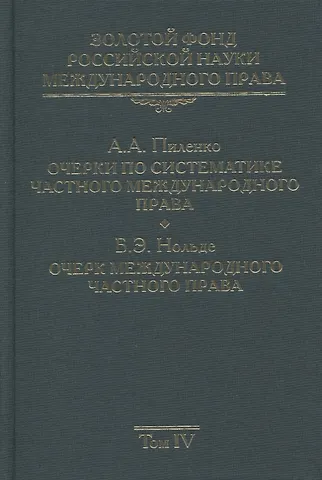 ЗОЛОТОЙ ФОНД
РОССИЙСКОЙ НАУКИ
МЕЖДУНАРОДНОГО ПРАВА
А.А. Пиленко
ОЧЕРКИ ПО СИСТЕМАТИКЕ
ЧАСТНОГО МЕЖДУНАРОДНОГО
ПРАВА
В.Э. Нольде
ОЧЕРК МЕЖДУНАРОДНОГО
ЧАСТНОГО ПРАВА
Том IV